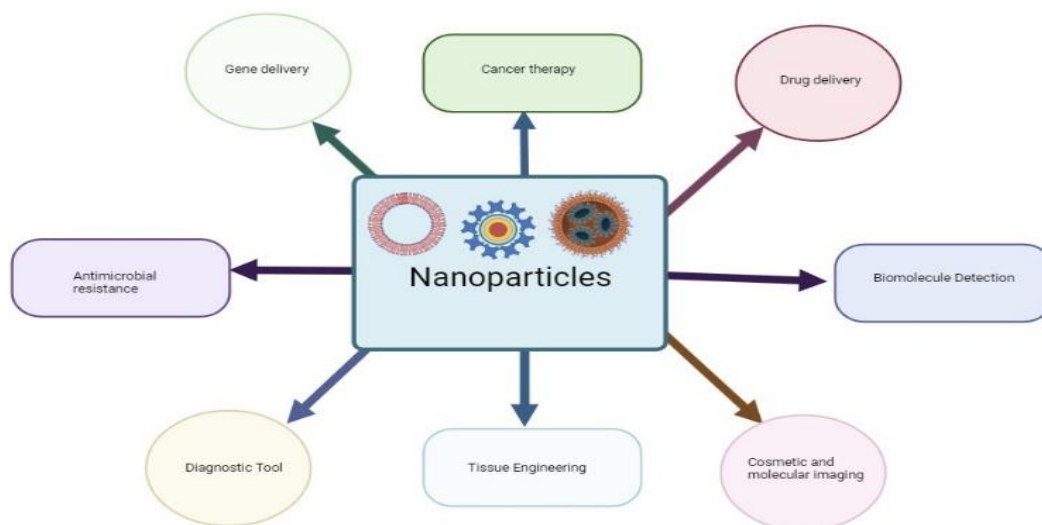 Gene delivery
Cancer therapy
Drug delivery
Nanoparticles
Antimicrobial
resistance
Biomolecule Detection
Diagnostic Tool
Tissue Engineering
Cosmetic and
molecular imaging